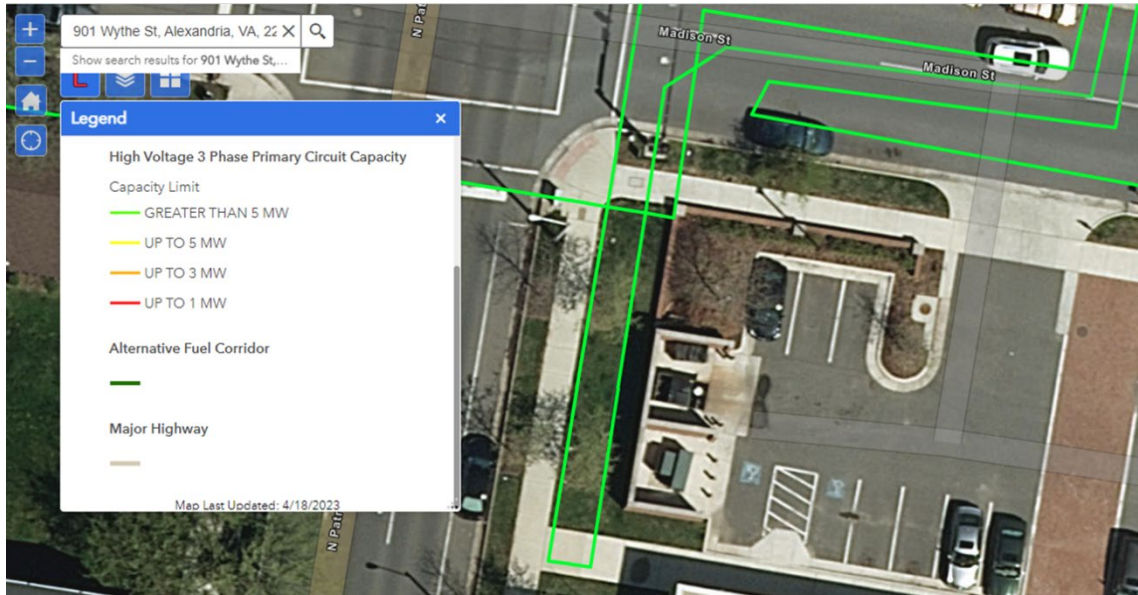 901 Wythe St, Alexandria, VA, 22
Show search results for 901 Wythe St,...
Legend
High Voltage 3 Phase Primary Circuit Capacity
Capacity Limit
GREATER THAN 5 MW
UP TO 5 MW
UP TO 3 MW
UP TO 1 MW
Alternative Fuel Corridor
Major Highway
Map Last Updated: 4/18/2023
N Pat
Madison St
Madison St
N Patr